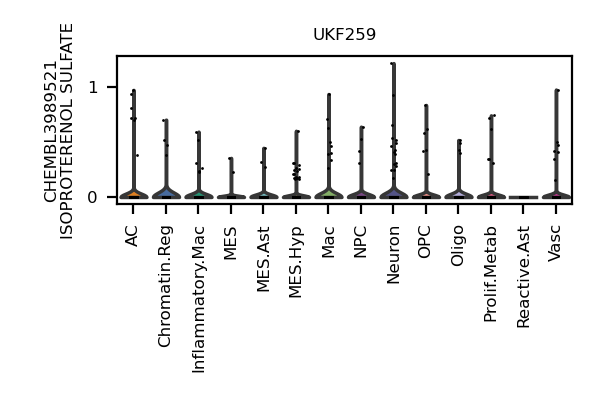 UKF259
CHEMBL3989521
ISOPROTERENOL SULFATE
1
0
AC
Chromatin.Reg
Inflammatory.Mac
MES
MES.Ast
MES.Hyp
Mac
NPC
Neuron
OPC
Oligo
Prolif.Metab
Reactive.Ast
Vasc